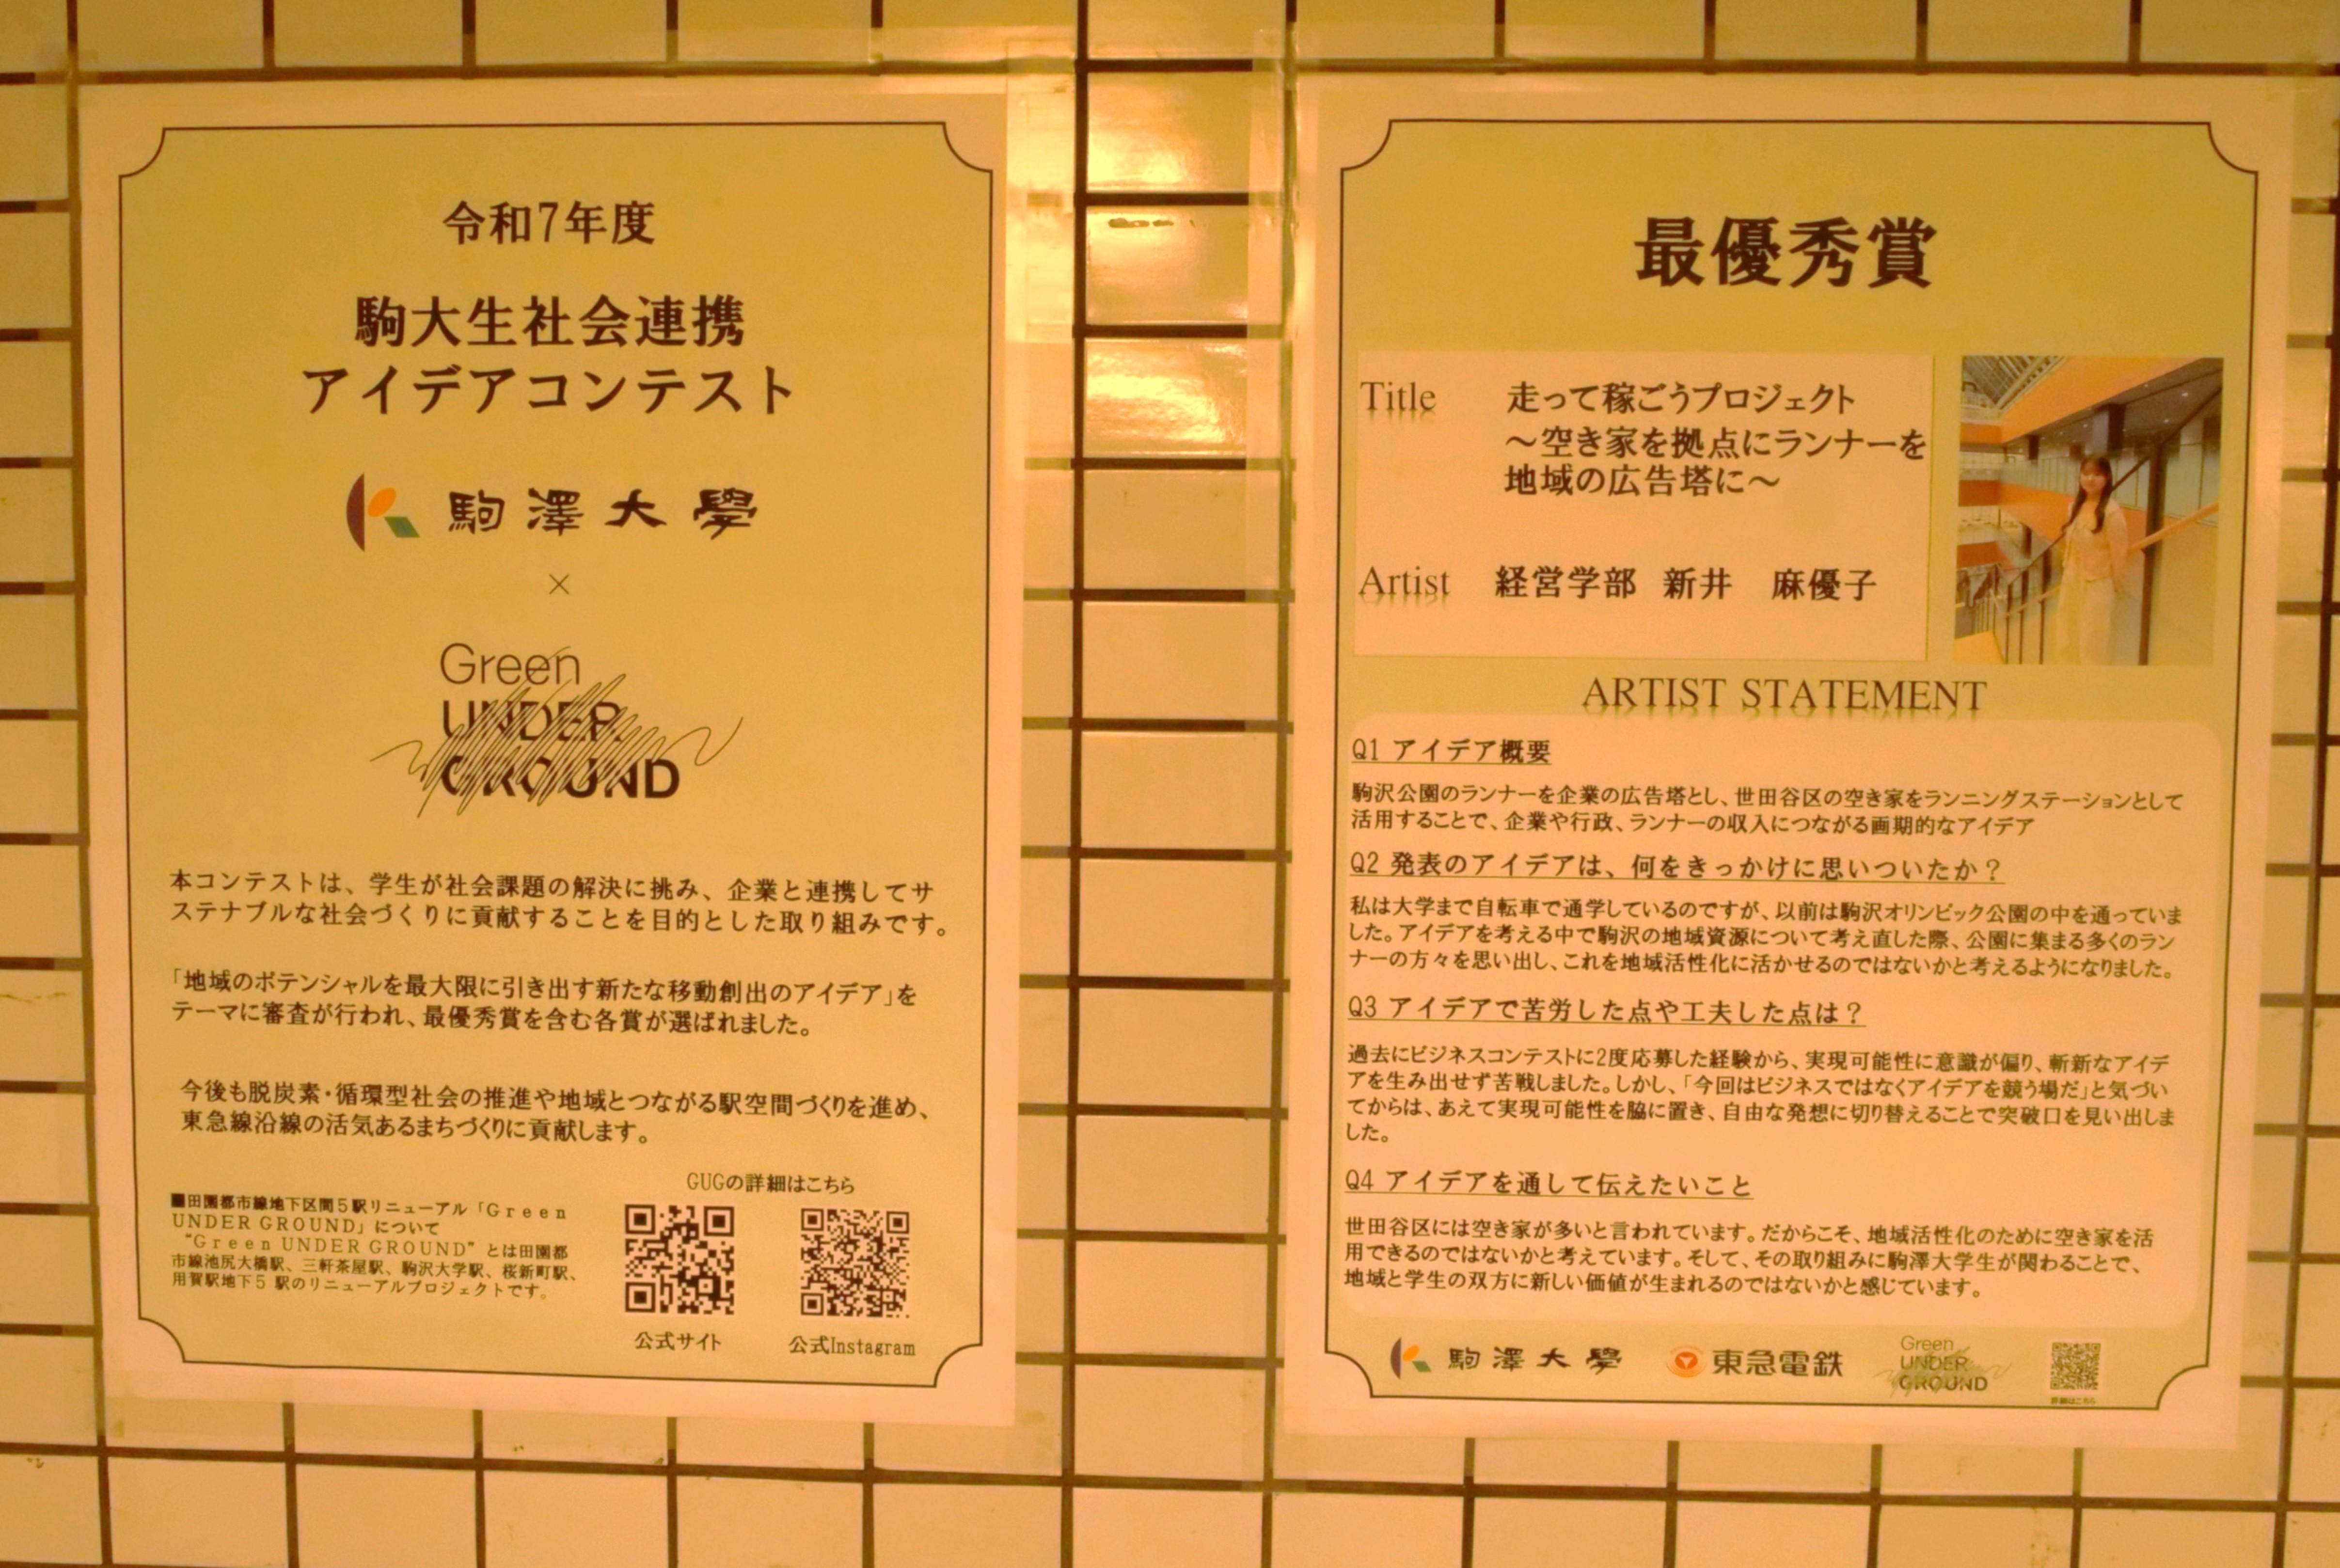 令和7年度
駒大生社会連携
アイデアコンテスト
駒澤大學
×
Green
UNDER
GROUND
本コンテストは、学生が社会課題の解決に挑み、企業と連携してサ
ステナブルな社会づくりに貢献することを目的とした取り組みです。
「地域のポテンシャルを最大限に引き出す新たな移動創出のアイデア」を
テーマに審査が行われ、最優秀賞を含む各賞が選ばれました。
今後も脱炭素・循環型社会の推進や地域とつながる駅空間づくりを進め、
東急線沿線の活気あるまちづくりに貢献します。
■田園都市線地下区間5駅リニューアル「Green
UNDER GROUND」について
“Green UNDER GROUND”とは田園都
市線池尻大橋駅、三軒茶屋駅、駒沢大学駅、桜新町駅、
用賀駅地下5 駅のリニューアルプロジェクトです。
GUGの詳細はこちら
公式サイト
公式Instagram
最優秀賞
Title 走って稼ごうプロジェクト
～空き家を拠点にランナーを
地域の広告塔に～
Artist 経営学部 新井 麻優子
ARTIST STATEMENT
Q1 アイデア概要
駒沢公園のランナーを企業の広告塔とし、世田谷区の空き家をランニングステーションとして
活用することで、企業や行政、ランナーの収入につながる画期的なアイデア
Q2 発表のアイデアは、何をきっかけに思いついたか？
私は大学まで自転車で通学しているのですが、以前は駒沢オリンピック公園の中を通っていま
した。アイデアを考える中で駒沢の地域資源について考え直した際、公園に集まる多くのラン
ナーの方々を思い出し、これを地域活性化に活かせるのではないかと考えるようになりました。
Q3 アイデアで苦労した点や工夫した点は？
過去にビジネスコンテストに2度応募した経験から、実現可能性に意識が偏り、斬新なアイデ
アを生み出せず苦戦しました。しかし、「今回はビジネスではなくアイデアを競う場だ」と気づい
てからは、あえて実現可能性を脇に置き、自由な発想に切り替えることで突破口を見い出しま
した。
Q4 アイデアを通して伝えたいこと
世田谷区には空き家が多いと言われています。だからこそ、地域活性化のために空き家を活
用できるのではないかと考えています。そして、その取り組みに駒澤大学生が関わることで、
地域と学生の双方に新しい価値が生まれるのではないかと感じています。
駒澤大學
東急電鉄
Green
UNDER
GROUND
詳細はこちら